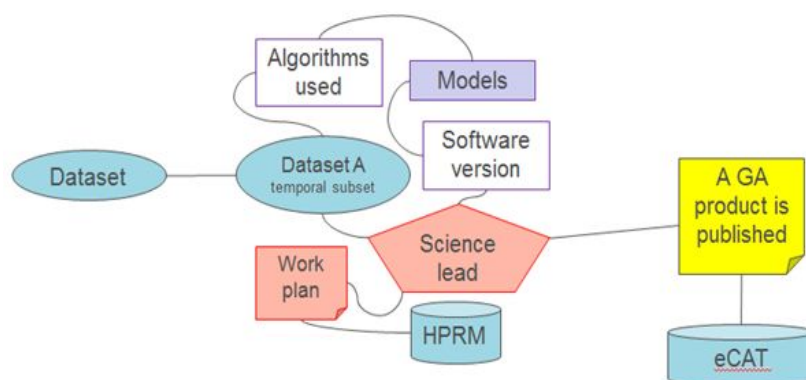 Algorithms
used
Models
Software
version
Dataset
Dataset A
temporal subset
A GA
product is
published
Science
lead
Work
plan
HPRM
eCAT